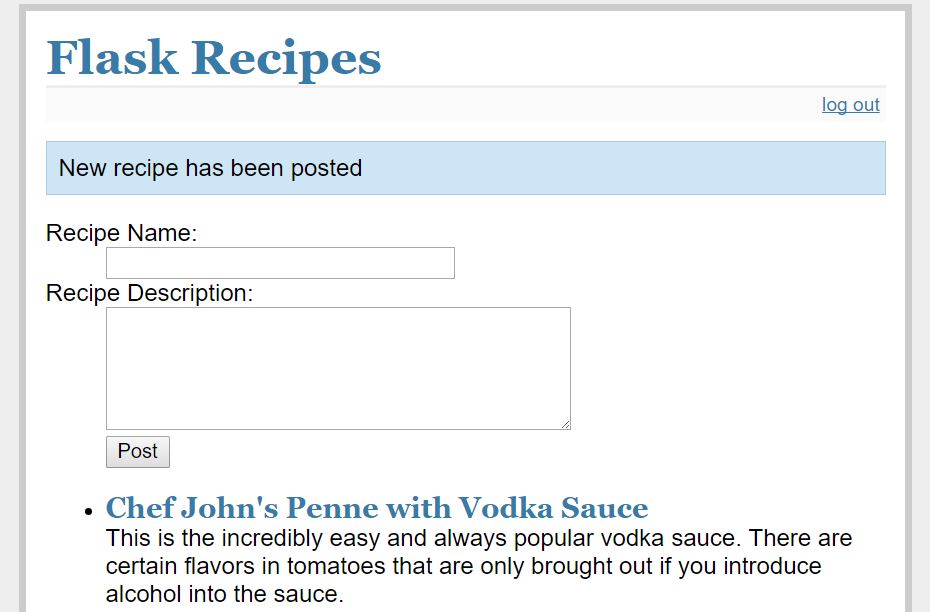 Flask Recipes
log out
New recipe has been posted
Recipe Name:
Recipe Description:
Post
Chef John's Penne with Vodka Sauce
This is the incredibly easy and always popular vodka sauce. There are
certain flavors in tomatoes that are only brought out if you introduce
alcohol into the sauce.